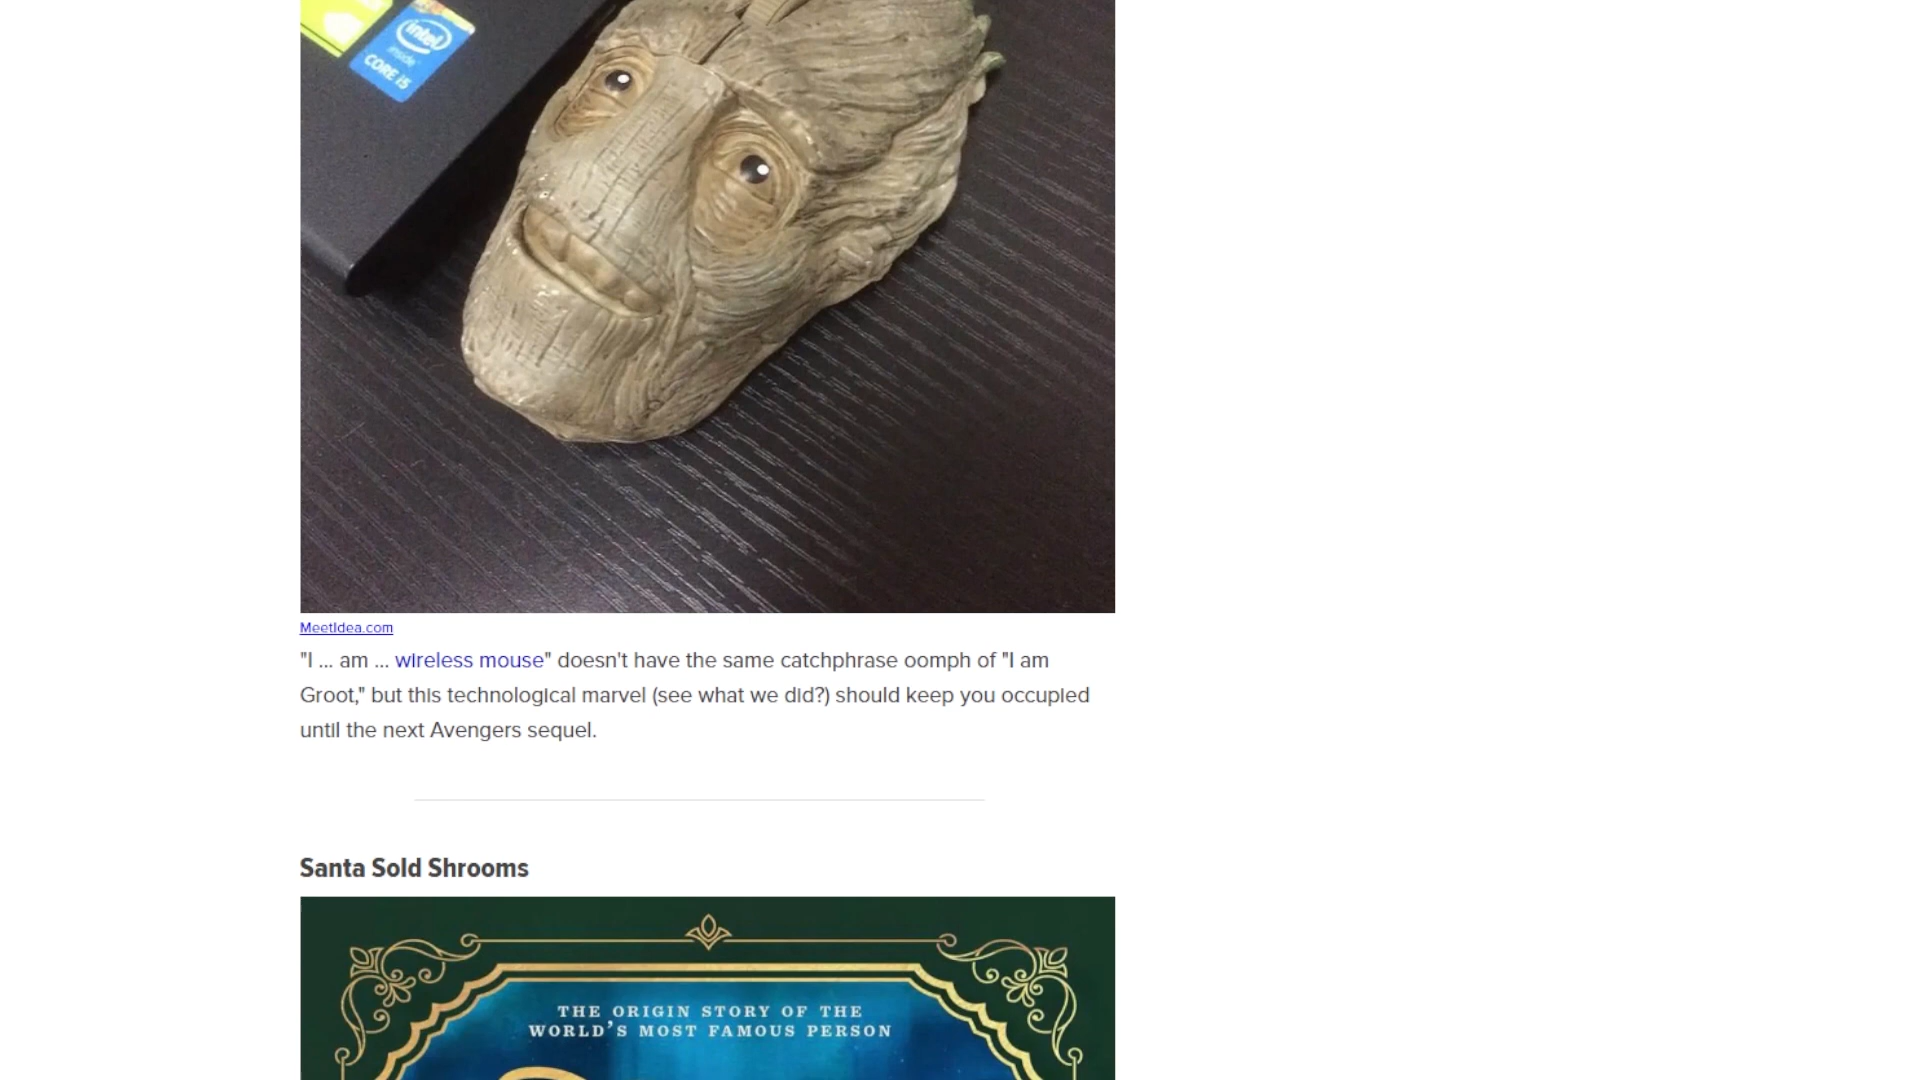 intel
inside
CORE i5
MeetIdea.com
"I ... am ... wireless mouse" doesn't have the same catchphrase oomph of "I am
Groot," but this technological marvel (see what we did?) should keep you occupied
until the next Avengers sequel.
Santa Sold Shrooms
THE ORIGIN STORY OF THE
WORLD'S MOST FAMOUS PERSON